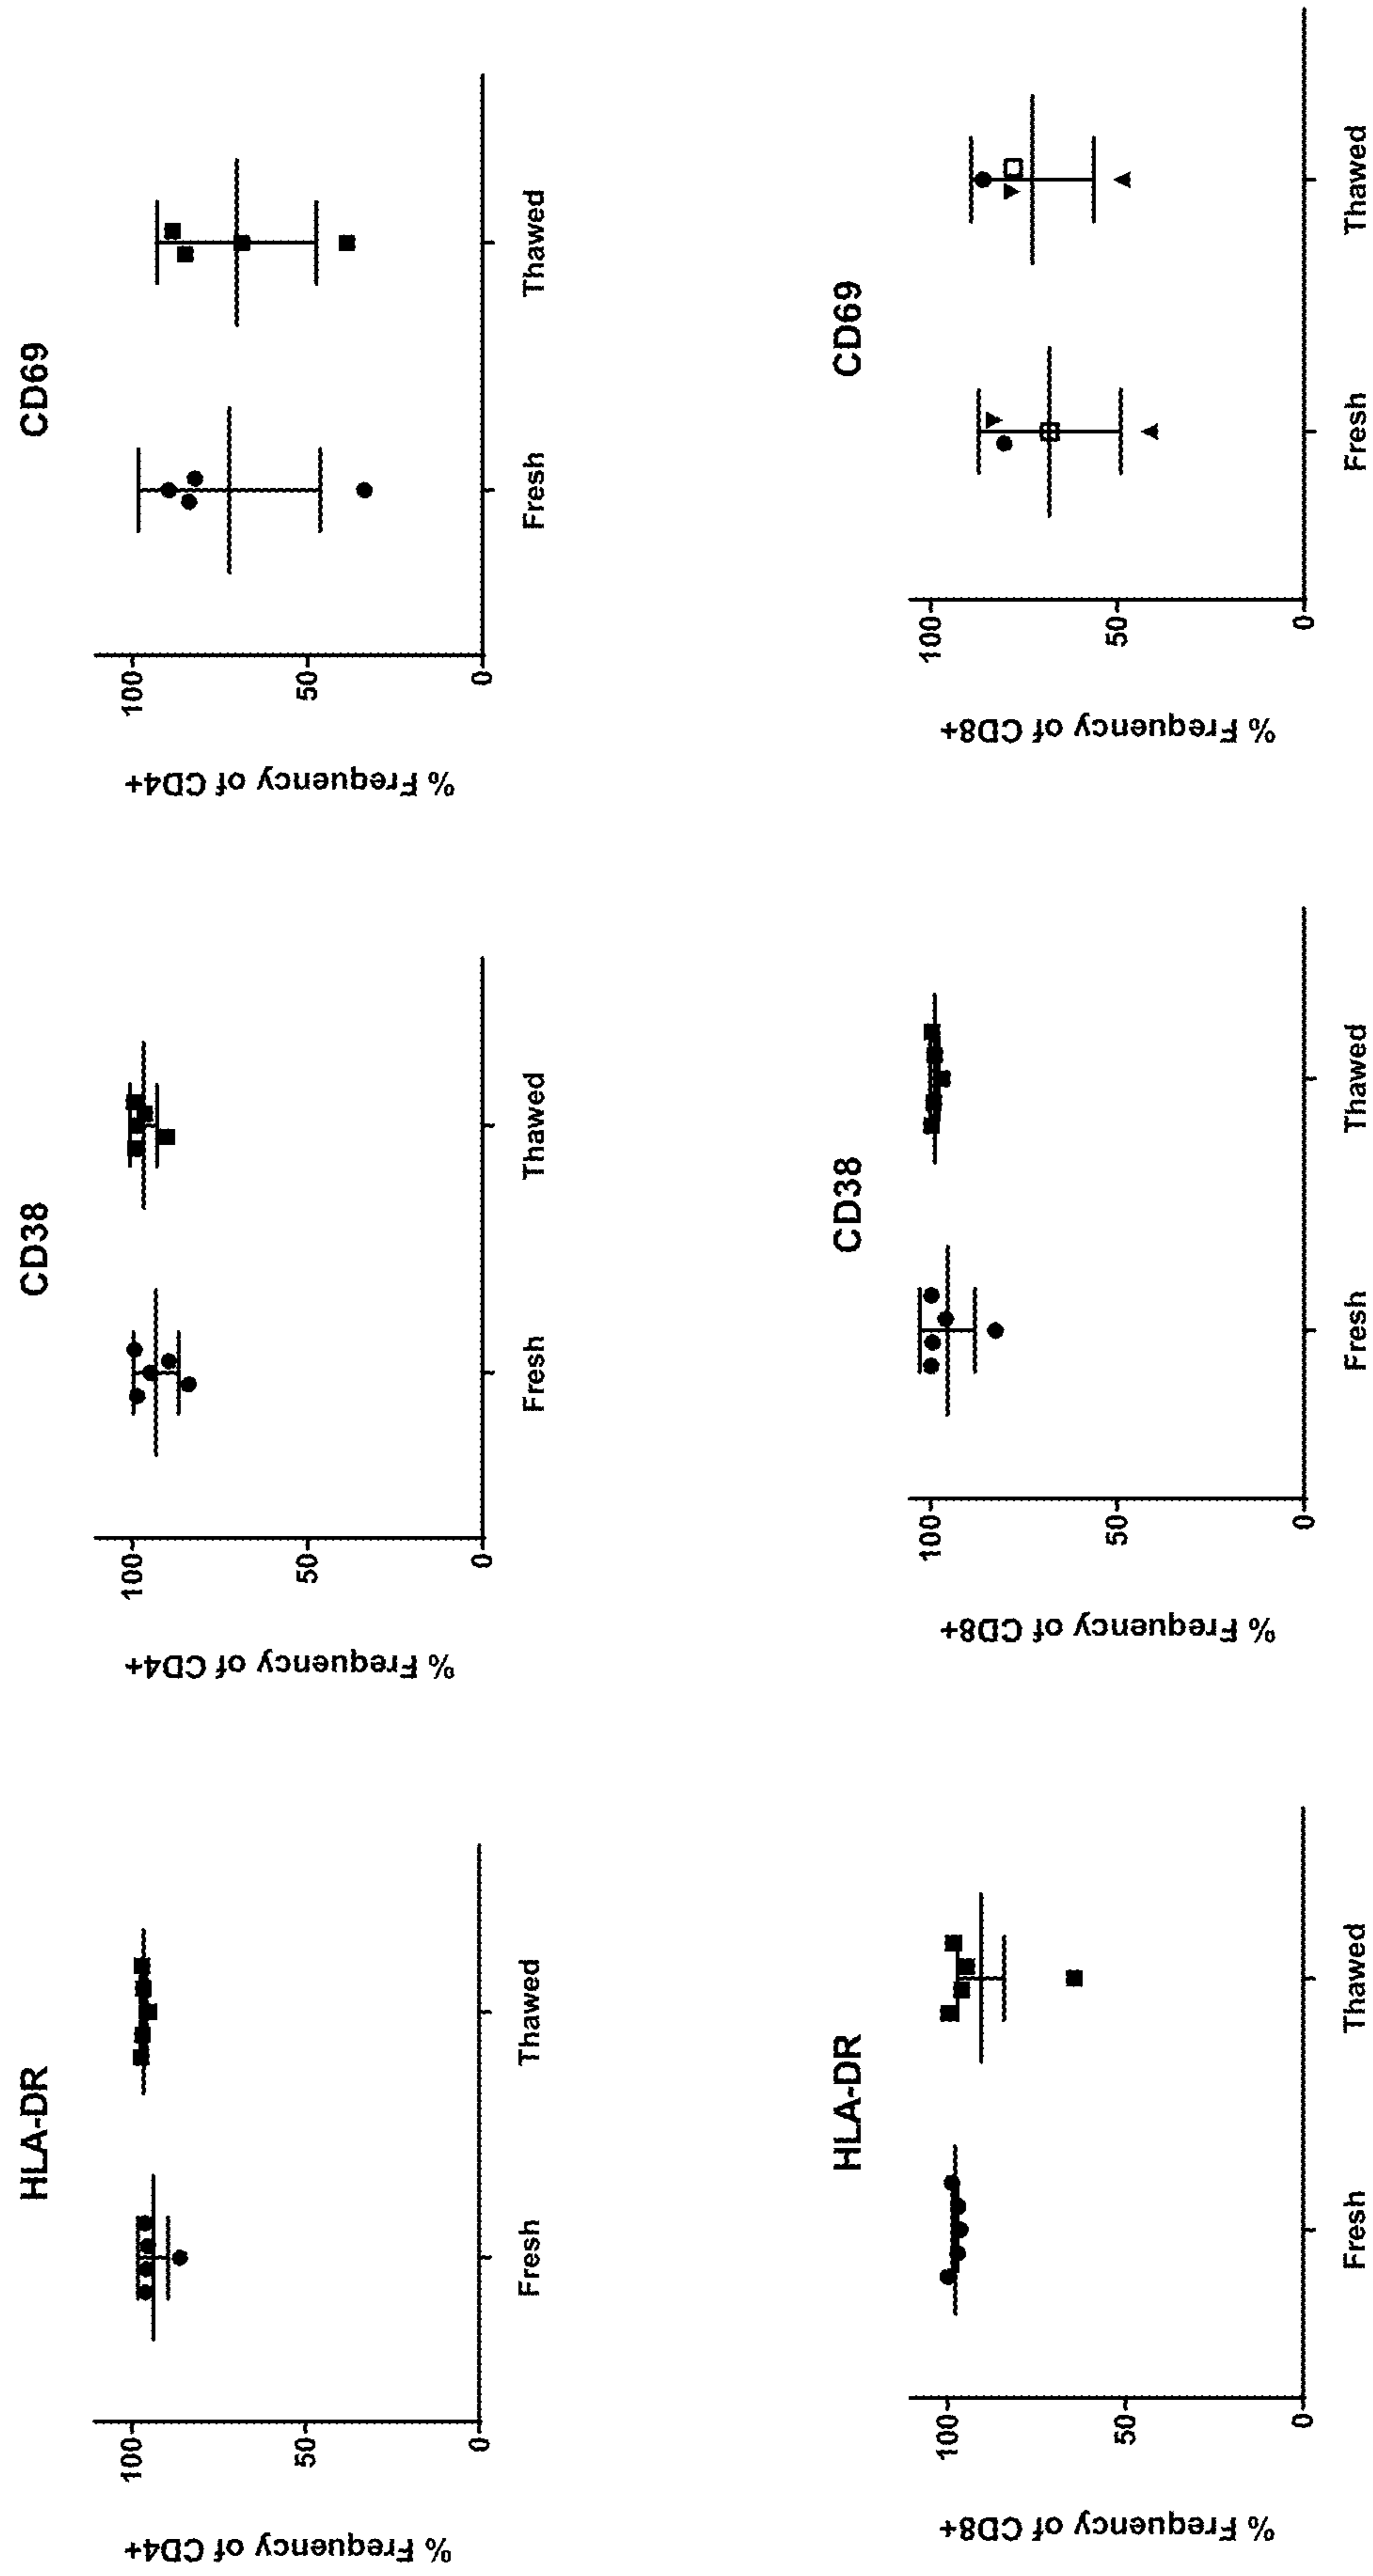 HLA-DR
% Frequency of CD4+
100
50
0
Fresh
Thawed
CD38
% Frequency of CD4+
100
50
0
Fresh
Thawed
CD69
% Frequency of CD4+
100
50
0
Fresh
Thawed
HLA-DR
% Frequency of CD8+
100
50
0
Fresh
Thawed
CD38
% Frequency of CD8+
100
50
0
Fresh
Thawed
CD69
% Frequency of CD8+
100
50
0
Fresh
Thawed